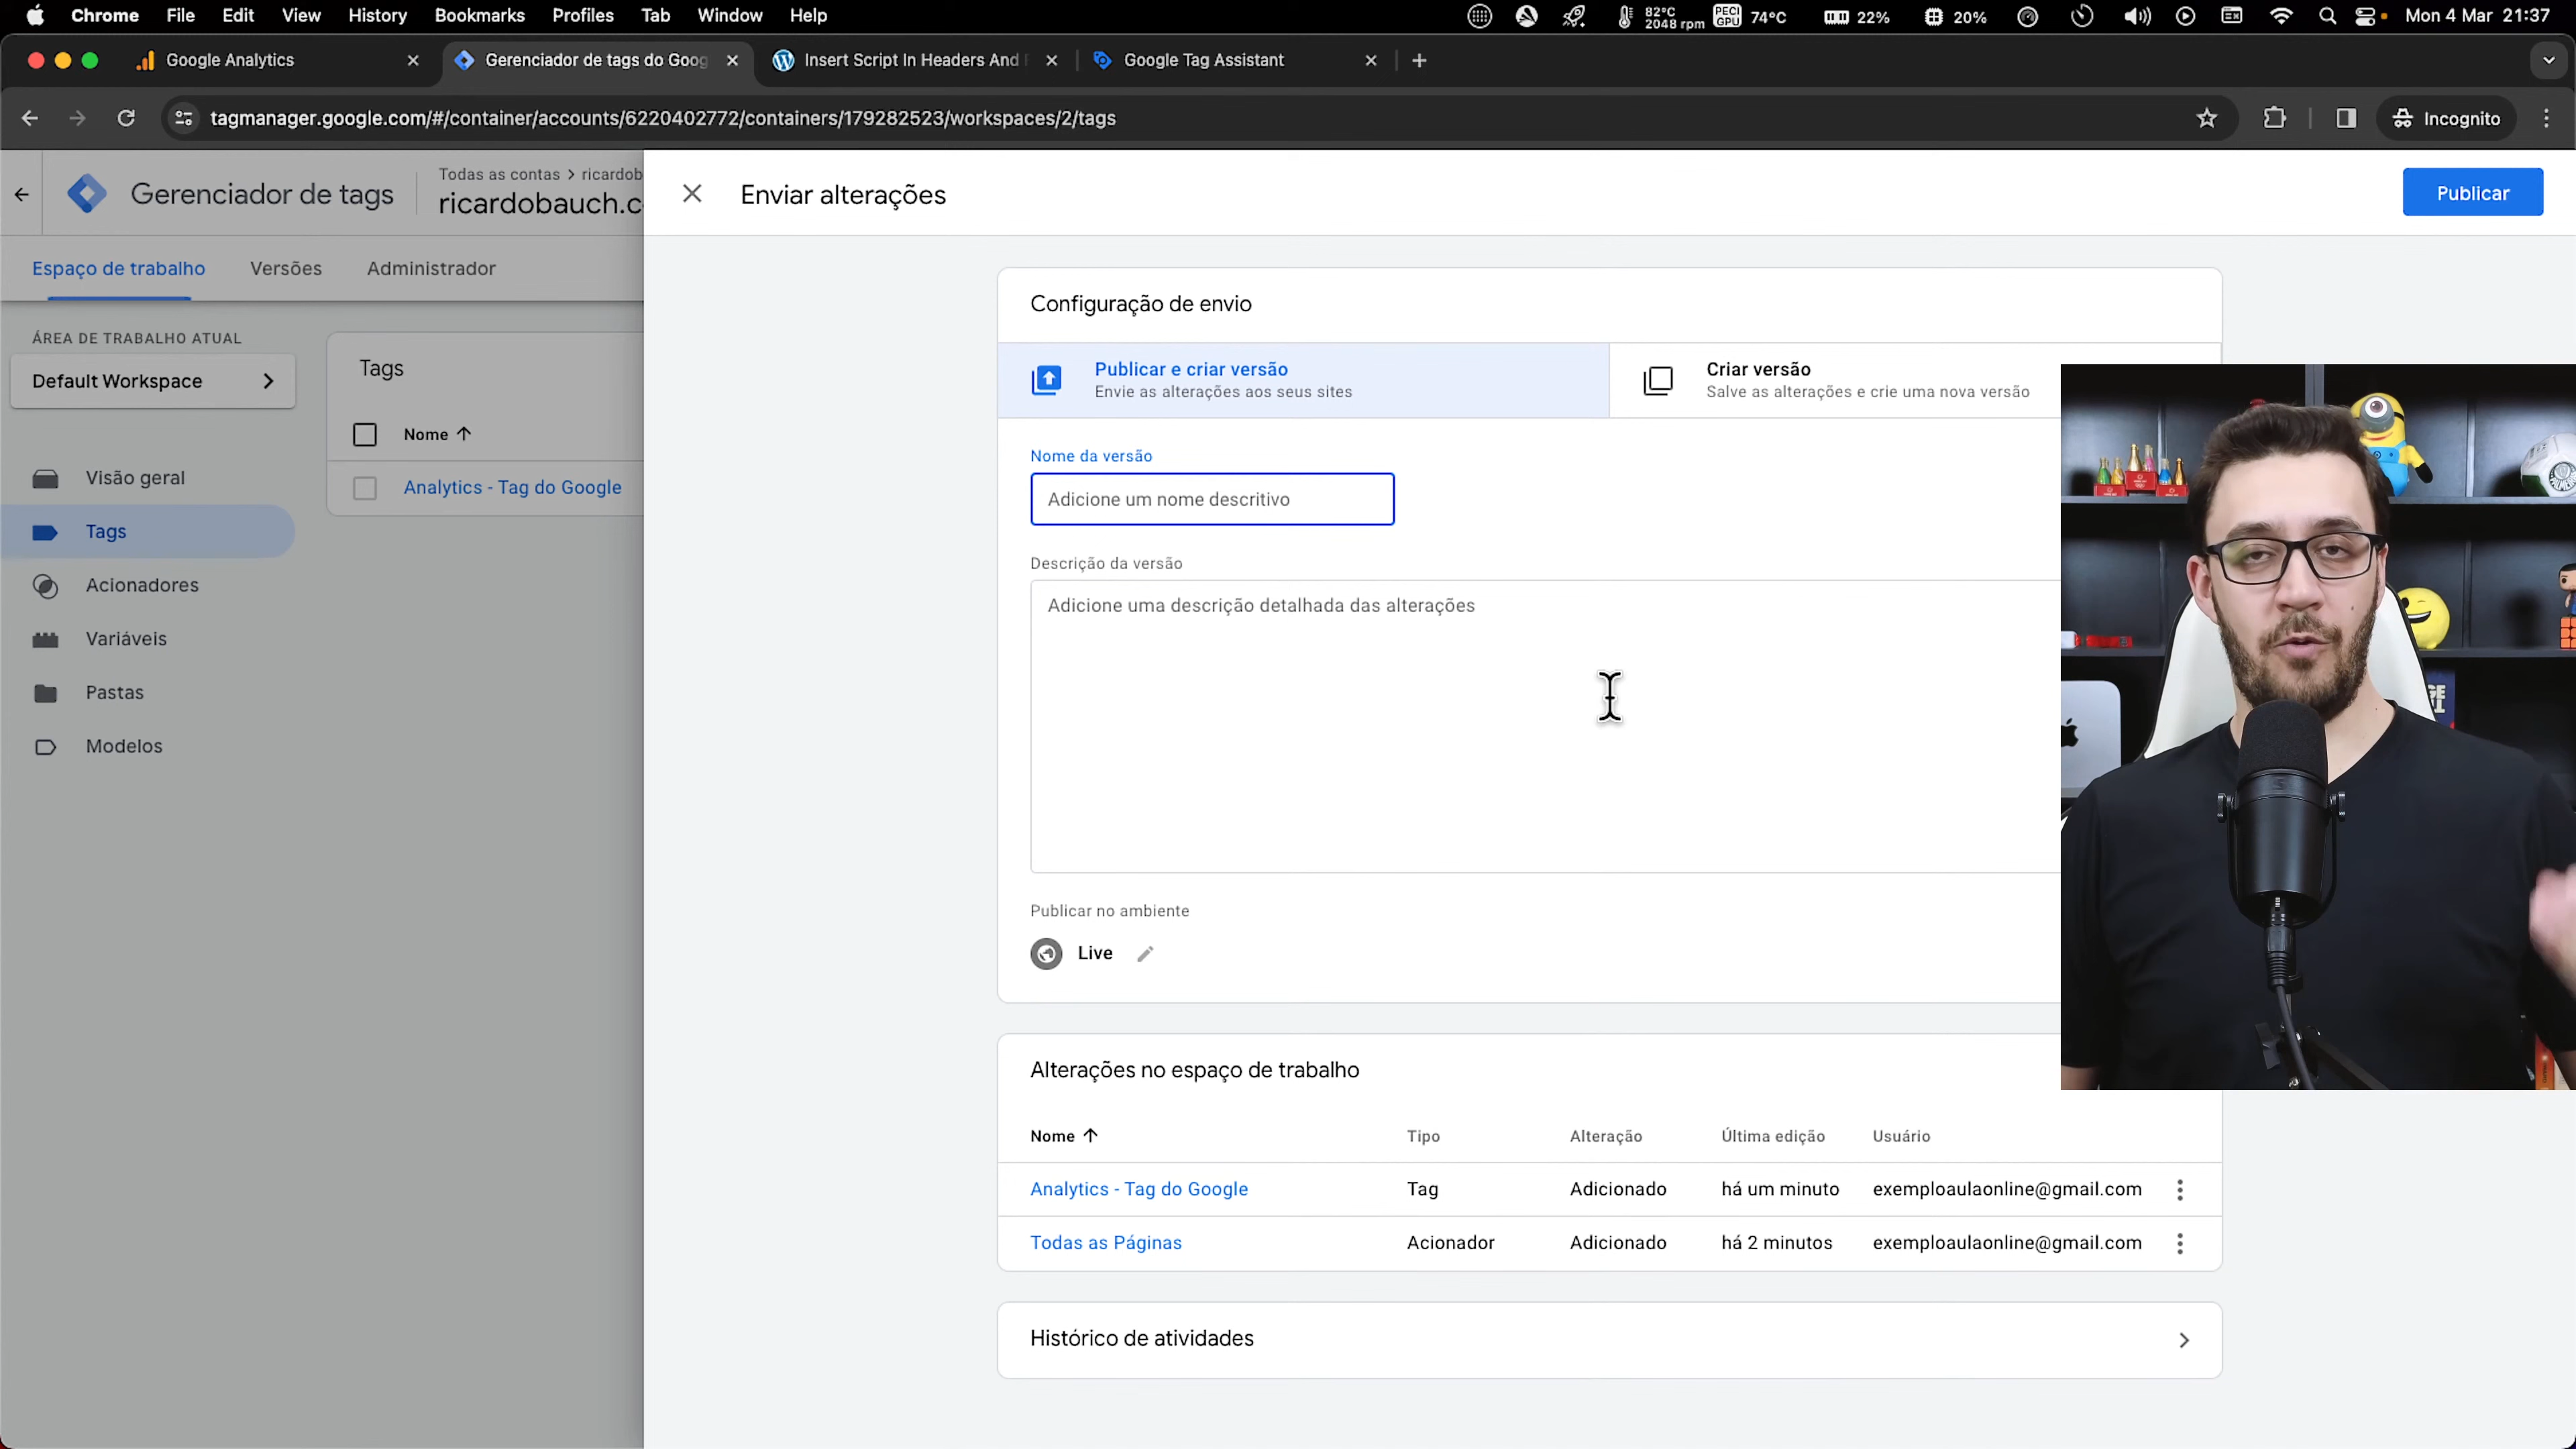 Chrome File Edit View History Bookmarks Profiles Tab Window Help 82°C 2048 rpm PECI GPU 74°C 22% 20% Mon 4 Mar 21:37
Google Analytics Gerenciador de tags do Goog Insert Script In Headers And F Google Tag Assistant
tagmanager.google.com/#/container/accounts/6220402772/containers/179282523/workspaces/2/tags Incognito
Gerenciador de tags
Todas as contas > ricardob
ricardobauch.c
Enviar alterações
Publicar
Espaço de trabalho Versões Administrador
ÁREA DE TRABALHO ATUAL
Default Workspace
Visão geral
Tags
Acionadores
Variáveis
Pastas
Modelos
Tags
Nome
Analytics - Tag do Google
Configuração de envio
Publicar e criar versão
Envie as alterações aos seus sites
Criar versão
Salve as alterações e crie uma nova versão
Nome da versão
Adicione um nome descritivo
Descrição da versão
Adicione uma descrição detalhada das alterações
Publicar no ambiente
Live
Alterações no espaço de trabalho
Nome Tipo Alteração Última edição Usuário
Analytics - Tag do Google Tag Adicionado há um minuto exemploaulaonline@gmail.com
Todas as Páginas Acionador Adicionado há 2 minutos exemploaulaonline@gmail.com
Histórico de atividades